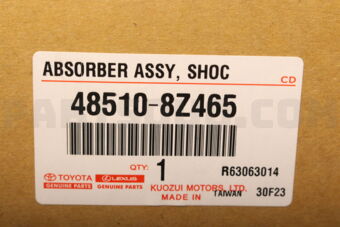 ABSORBER ASSY, SHOC
CD
48510-8Z465
QTY: 1
R63063014
TOYOTA GENUINE PARTS
LEXUS GENUINE PARTS
KUOZUI MOTORS, LTD.
MADE IN TAIWAN 30F23